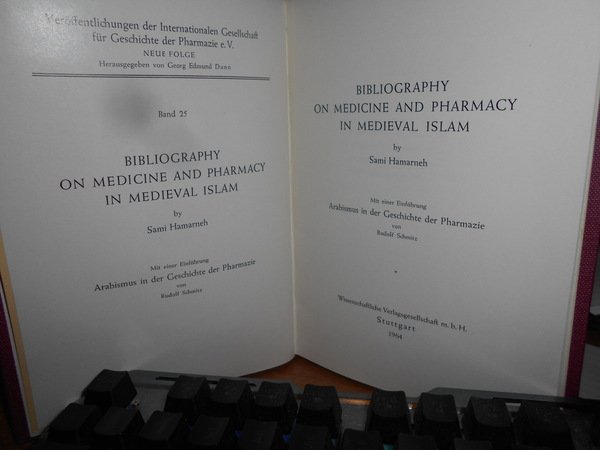 Veröffentlichungen der Internationalen Gesellschaft
für Geschichte der Pharmazie e. V.
NEUE FOLGE
Herausgegeben von Georg Edmund Dann
Band 25
BIBLIOGRAPHY
ON MEDICINE AND PHARMACY
IN MEDIEVAL ISLAM
by
Sami Hamarneh
Mit einer Einführung
Arabismus in der Geschichte der Pharmazie
von
Rudolf Schmitz
BIBLIOGRAPHY
ON MEDICINE AND PHARMACY
IN MEDIEVAL ISLAM
by
Sami Hamarneh
Mit einer Einführung
Arabismus in der Geschichte der Pharmazie
von
Rudolf Schmitz
*
Wissenschaftliche Verlagsgesellschaft m. b. H.
Stuttgart
1964